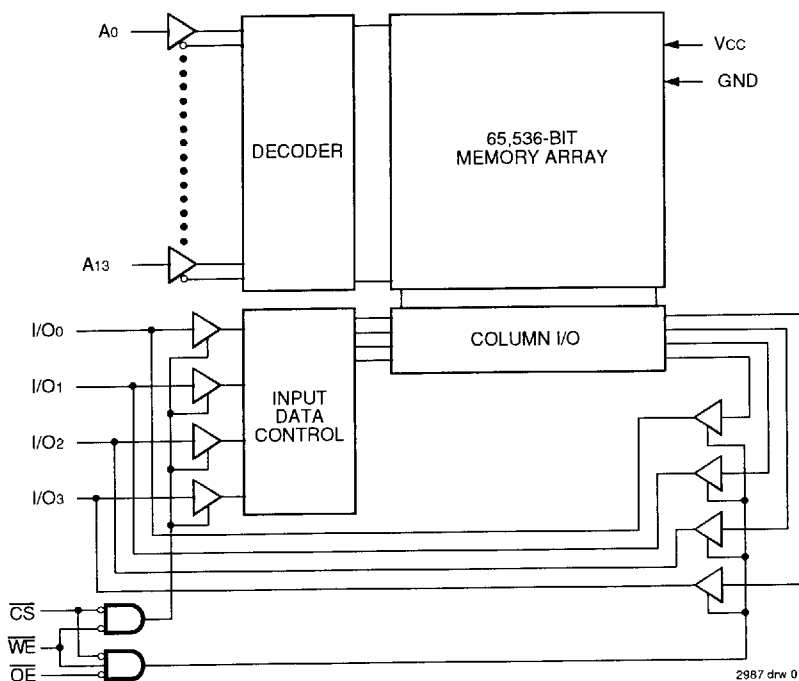 A0
VCC
GND
DECODER
65,536-BIT
MEMORY ARRAY
A13
I/O0
I/O1
I/O2
I/O3
INPUT
DATA
CONTROL
COLUMN I/O
CS
WE
OE
2987 drw 0